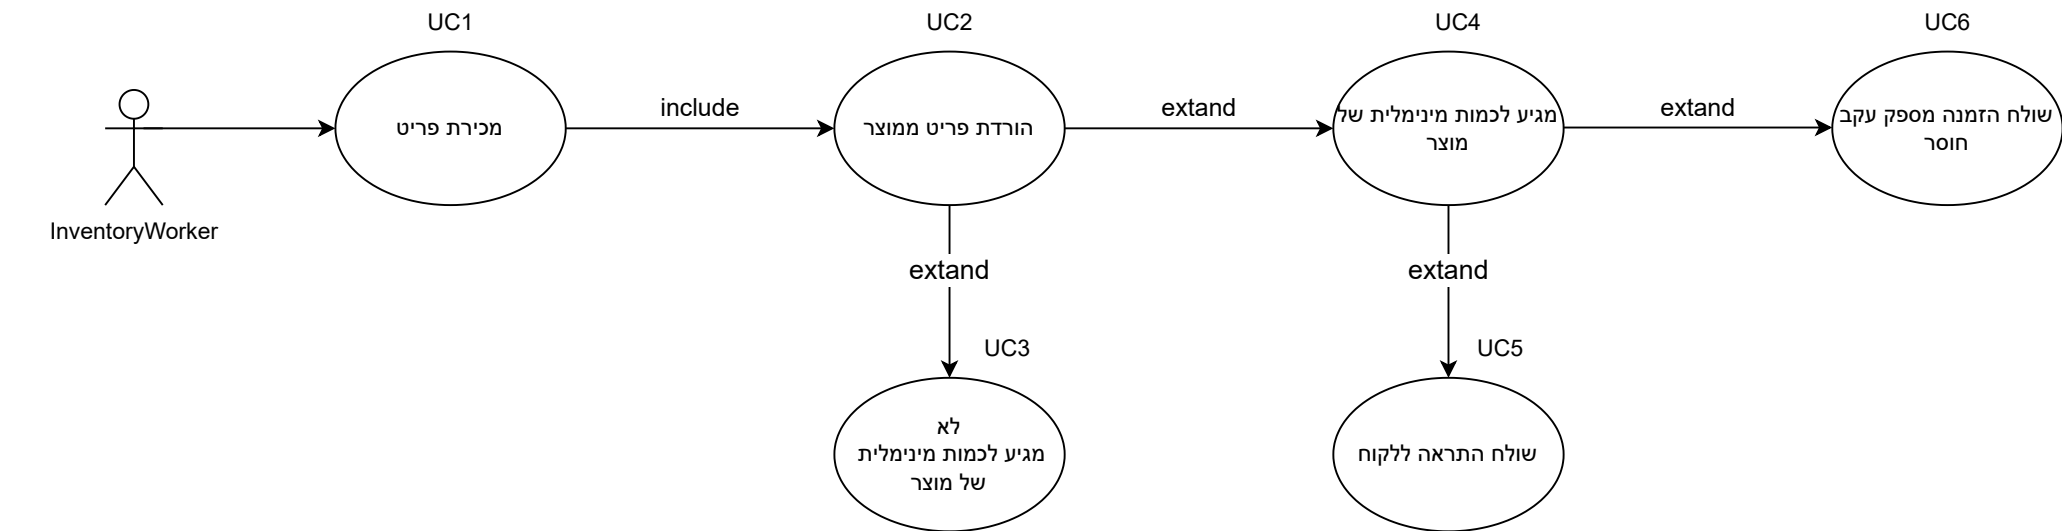 UC1
UC2
UC4
UC6
InventoryWorker
מכירת פריט
include
הורדת פריט ממוצר
extand
מגיע לכמות מינימלית של
מוצר
extand
שולח הזמנה מספק עקב
חוסר
extand
extand
UC3
UC5
לא
מגיע לכמות מינימלית
של מוצר
שולח התראה ללקוח